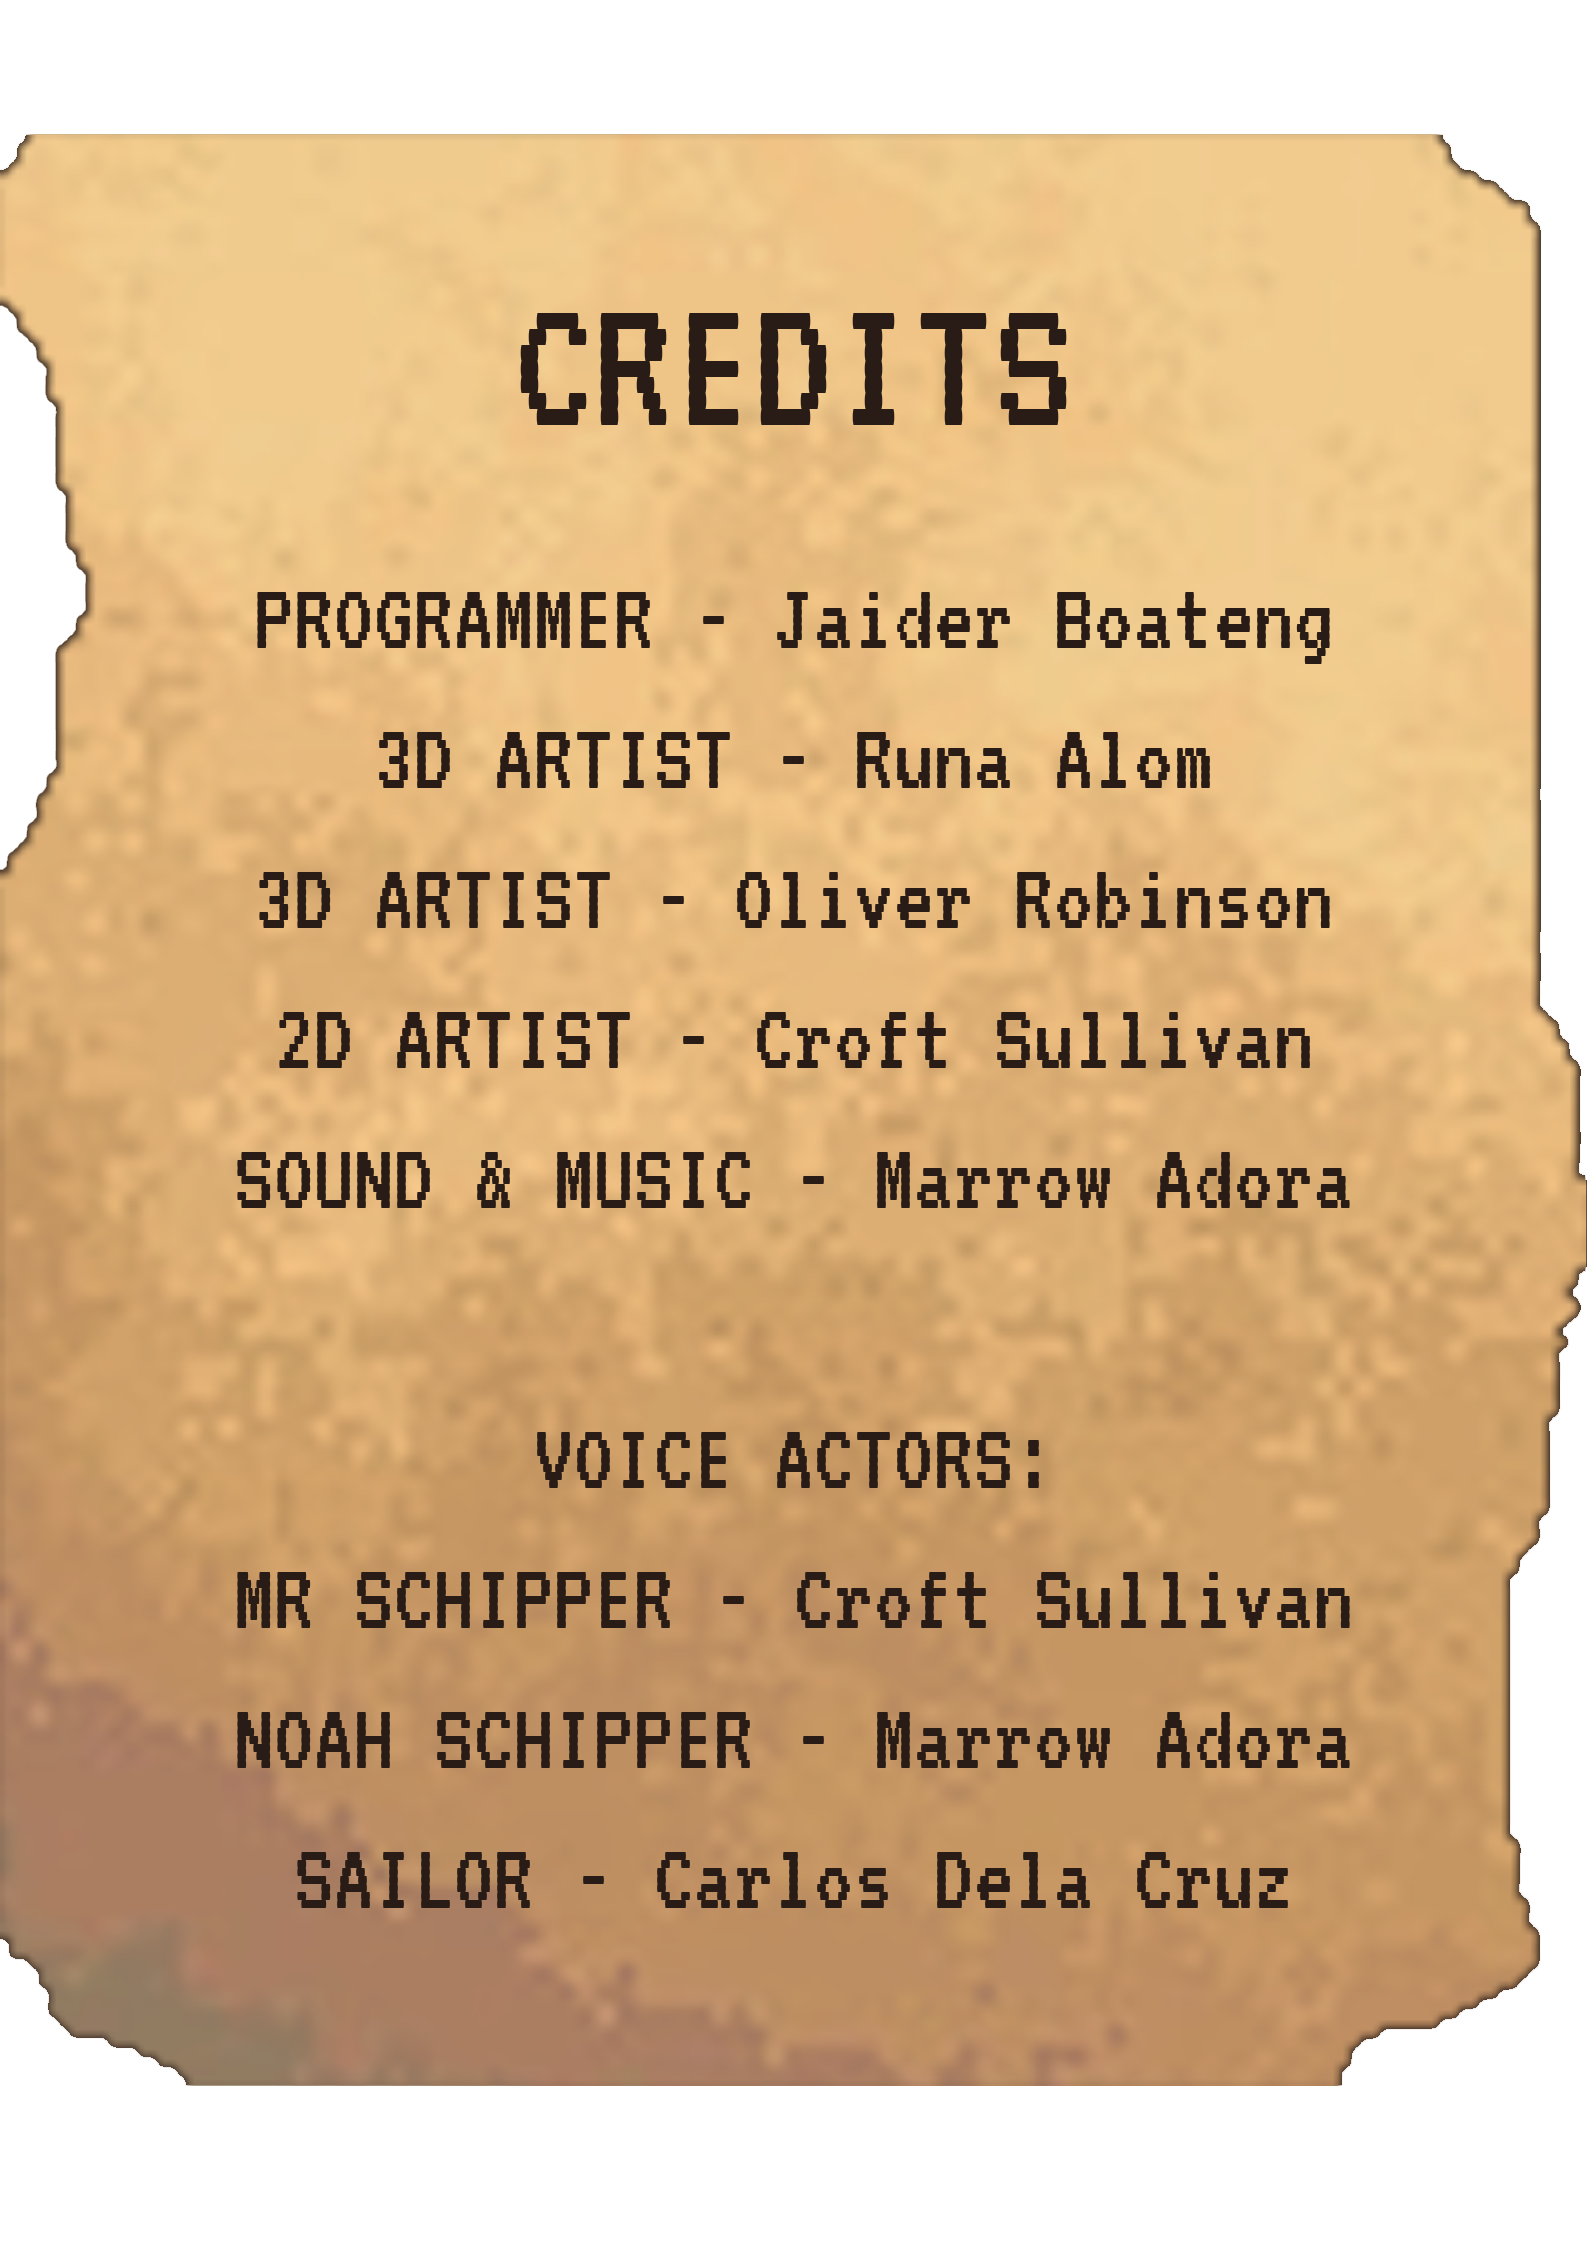 CREDITS
PROGRAMMER - Jaider Boateng
3D ARTIST - Runa Alom
3D ARTIST - Oliver Robinson
2D ARTIST - Croft Sullivan
SOUND & MUSIC - Marrow Adora
VOICE ACTORS:
MR SCHIPPER - Croft Sullivan
NOAH SCHIPPER - Marrow Adora
SAILOR - Carlos Dela Cruz